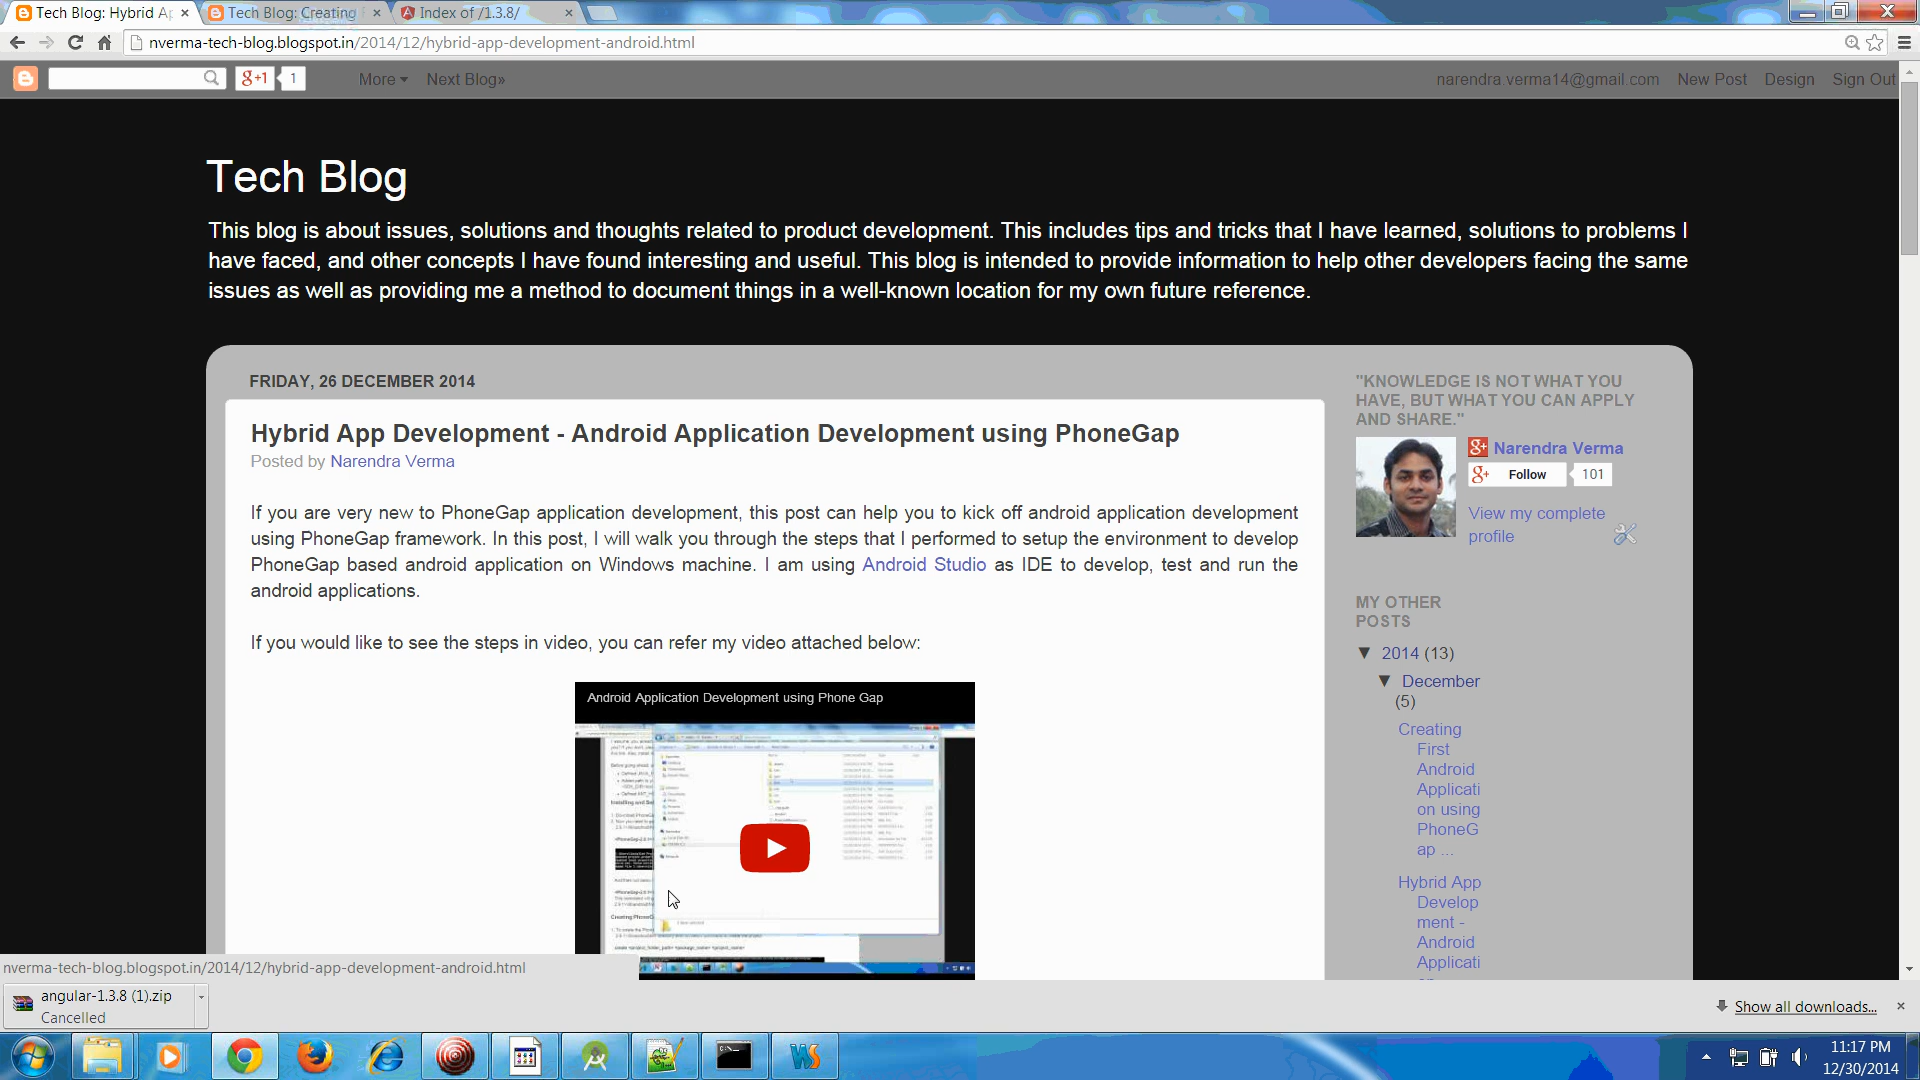 Tech Blog: Hybrid Ap
Tech Blog: Creating
Index of /1.3.8/
nverma-tech-blog.blogspot.in/2014/12/hybrid-app-development-android.html
g+1 1
More
Next Blog»
narendra.verma14@gmail.com
New Post
Design
Sign Out
Tech Blog
This blog is about issues, solutions and thoughts related to product development. This includes tips and tricks that I have learned, solutions to problems I
have faced, and other concepts I have found interesting and useful. This blog is intended to provide information to help other developers facing the same
issues as well as providing me a method to document things in a well-known location for my own future reference.
FRIDAY, 26 DECEMBER 2014
Hybrid App Development - Android Application Development using PhoneGap
Posted by Narendra Verma
If you are very new to PhoneGap application development, this post can help you to kick off android application development
using PhoneGap framework. In this post, I will walk you through the steps that I performed to setup the environment to develop
PhoneGap based android application on Windows machine. I am using Android Studio as IDE to develop, test and run the
android applications.
If you would like to see the steps in video, you can refer my video attached below:
Android Application Development using Phone Gap
"KNOWLEDGE IS NOT WHAT YOU
HAVE, BUT WHAT YOU CAN APPLY
AND SHARE."
g+ Narendra Verma
g+ Follow 101
View my complete
profile
MY OTHER
POSTS
▼ 2014 (13)
▼ December
(5)
Creating
First
Android
Applicati
on using
PhoneG
ap ...
Hybrid App
Develop
ment -
Android
Applicati
nverma-tech-blog.blogspot.in/2014/12/hybrid-app-development-android.html
angular-1.3.8 (1).zip
Cancelled
Show all downloads...
WS
11:17 PM
12/30/2014